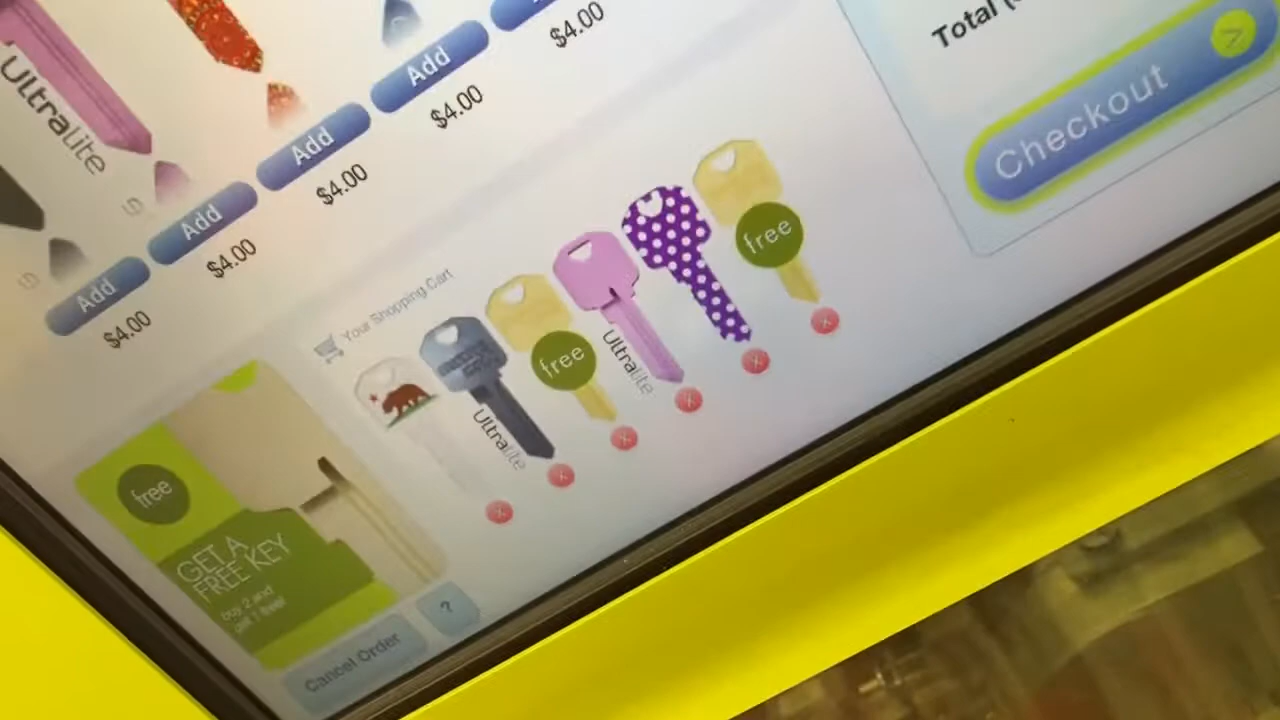 Ultralite
Add
$4.00
Add
$4.00
Add
$4.00
Add
$4.00
$4.00
Total (
Checkout
>
Your Shopping Cart
Ultralite
free
Ultralite
free
x
x
x
x
x
x
free
GET A
FREE KEY
buy 2 and
get 1 free!
Cancel Order
?